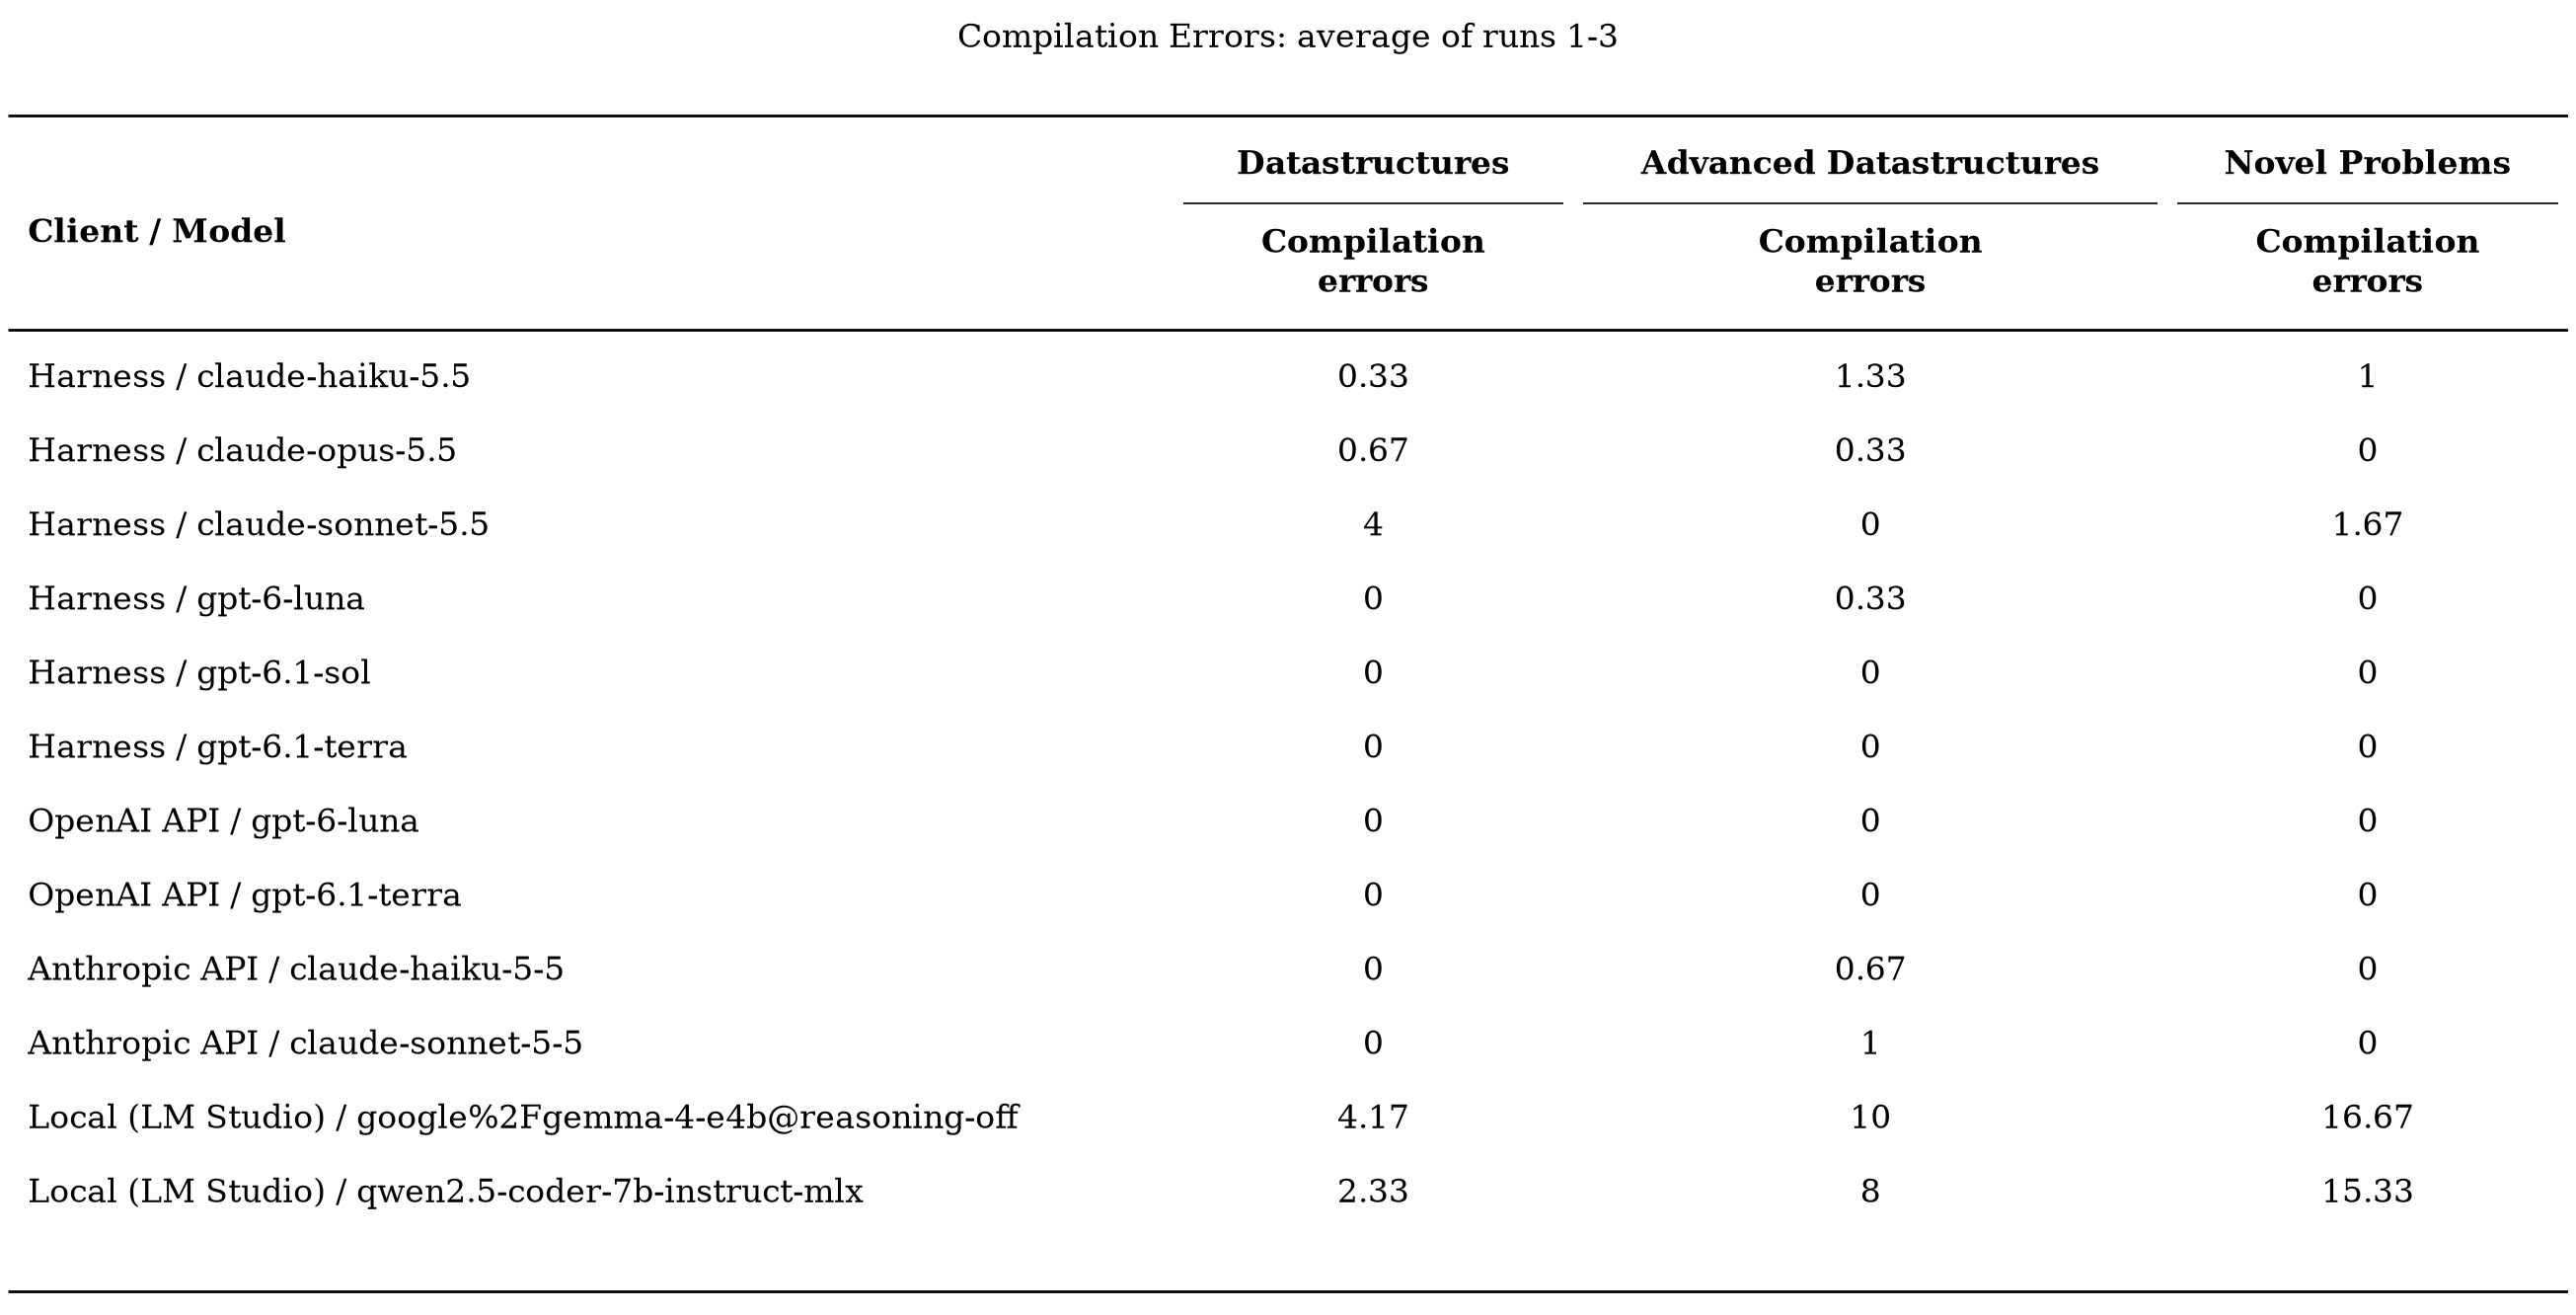 Compilation Errors: average of runs 1-3
Datastructures Advanced Datastructures Novel Problems
Client / Model
Compilation errors Compilation errors Compilation errors
Harness / claude-haiku-5.5 0.33 1.33 1
Harness / claude-opus-5.5 0.67 0.33 0
Harness / claude-sonnet-5.5 4 0 1.67
Harness / gpt-6-luna 0 0.33 0
Harness / gpt-6.1-sol 0 0 0
Harness / gpt-6.1-terra 0 0 0
OpenAI API / gpt-6-luna 0 0 0
OpenAI API / gpt-6.1-terra 0 0 0
Anthropic API / claude-haiku-5-5 0 0.67 0
Anthropic API / claude-sonnet-5-5 0 1 0
Local (LM Studio) / google%2Fgemma-4-e4b@reasoning-off 4.17 10 16.67
Local (LM Studio) / qwen2.5-coder-7b-instruct-mlx 2.33 8 15.33